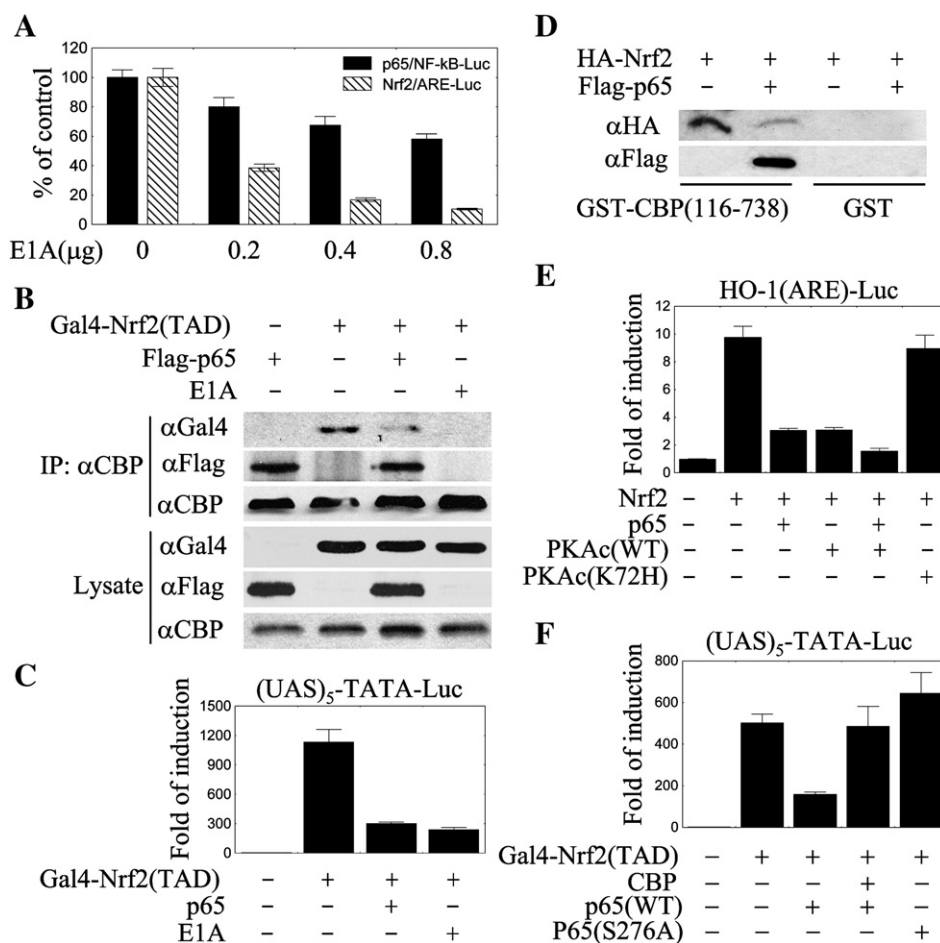 A
% of control
120
100
80
60
40
20
0
p65/NF-kB-Luc
Nrf2/ARE-Luc
E1A(μg) 0 0.2 0.4 0.8
B
Gal4-Nrf2(TAD) – + + +
Flag-p65 + – + –
E1A – – – +
IP: αCBP
αGal4
αFlag
αCBP
Lysate
αGal4
αFlag
αCBP
C
(UAS)5-TATA-Luc
Fold of induction
1500
1200
900
600
300
0
Gal4-Nrf2(TAD) – + + +
p65 – – + –
E1A – – – +
D
HA-Nrf2 + + + +
Flag-p65 – + – +
αHA
αFlag
GST-CBP(116-738) GST
E
HO-1(ARE)-Luc
Fold of induction
12
10
8
6
4
2
0
Nrf2 – + + + + +
p65 – – + – + –
PKAc(WT) – – – + + –
PKAc(K72H) – – – – – +
F
(UAS)5-TATA-Luc
Fold of induction
800
600
400
200
0
Gal4-Nrf2(TAD) – + + + +
CBP – – – + –
p65(WT) – – + + –
P65(S276A) – – – – +